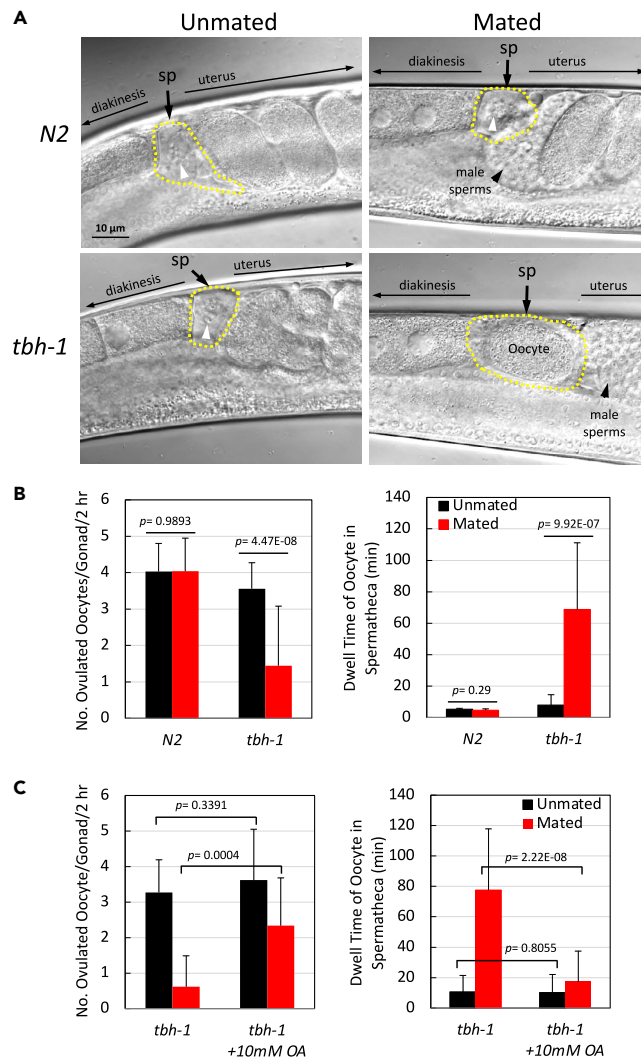 A
Unmated
Mated
N2
sp
diakinesis
uterus
10 µm
sp
diakinesis
uterus
male
sperms
tbh-1
sp
diakinesis
uterus
sp
diakinesis
uterus
Oocyte
male
sperms
B
No. Ovulated Oocytes/Gonad/2 hr
6
5
4
3
2
1
0
p= 0.9893
p= 4.47E-08
N2
tbh-1
Dwell Time of Oocyte in
Spermatheca (min)
140
120
100
80
60
40
20
0
Unmated
Mated
p= 9.92E-07
p= 0.29
N2
tbh-1
C
No. Ovulated Oocyte/Gonad/2 hr
6
5
4
3
2
1
0
p= 0.3391
p= 0.0004
tbh-1
tbh-1
+10mM OA
Dwell Time of Oocyte in
Spermatheca (min)
140
120
100
80
60
40
20
0
Unmated
Mated
p= 2.22E-08
p= 0.8055
tbh-1
tbh-1
+10mM OA